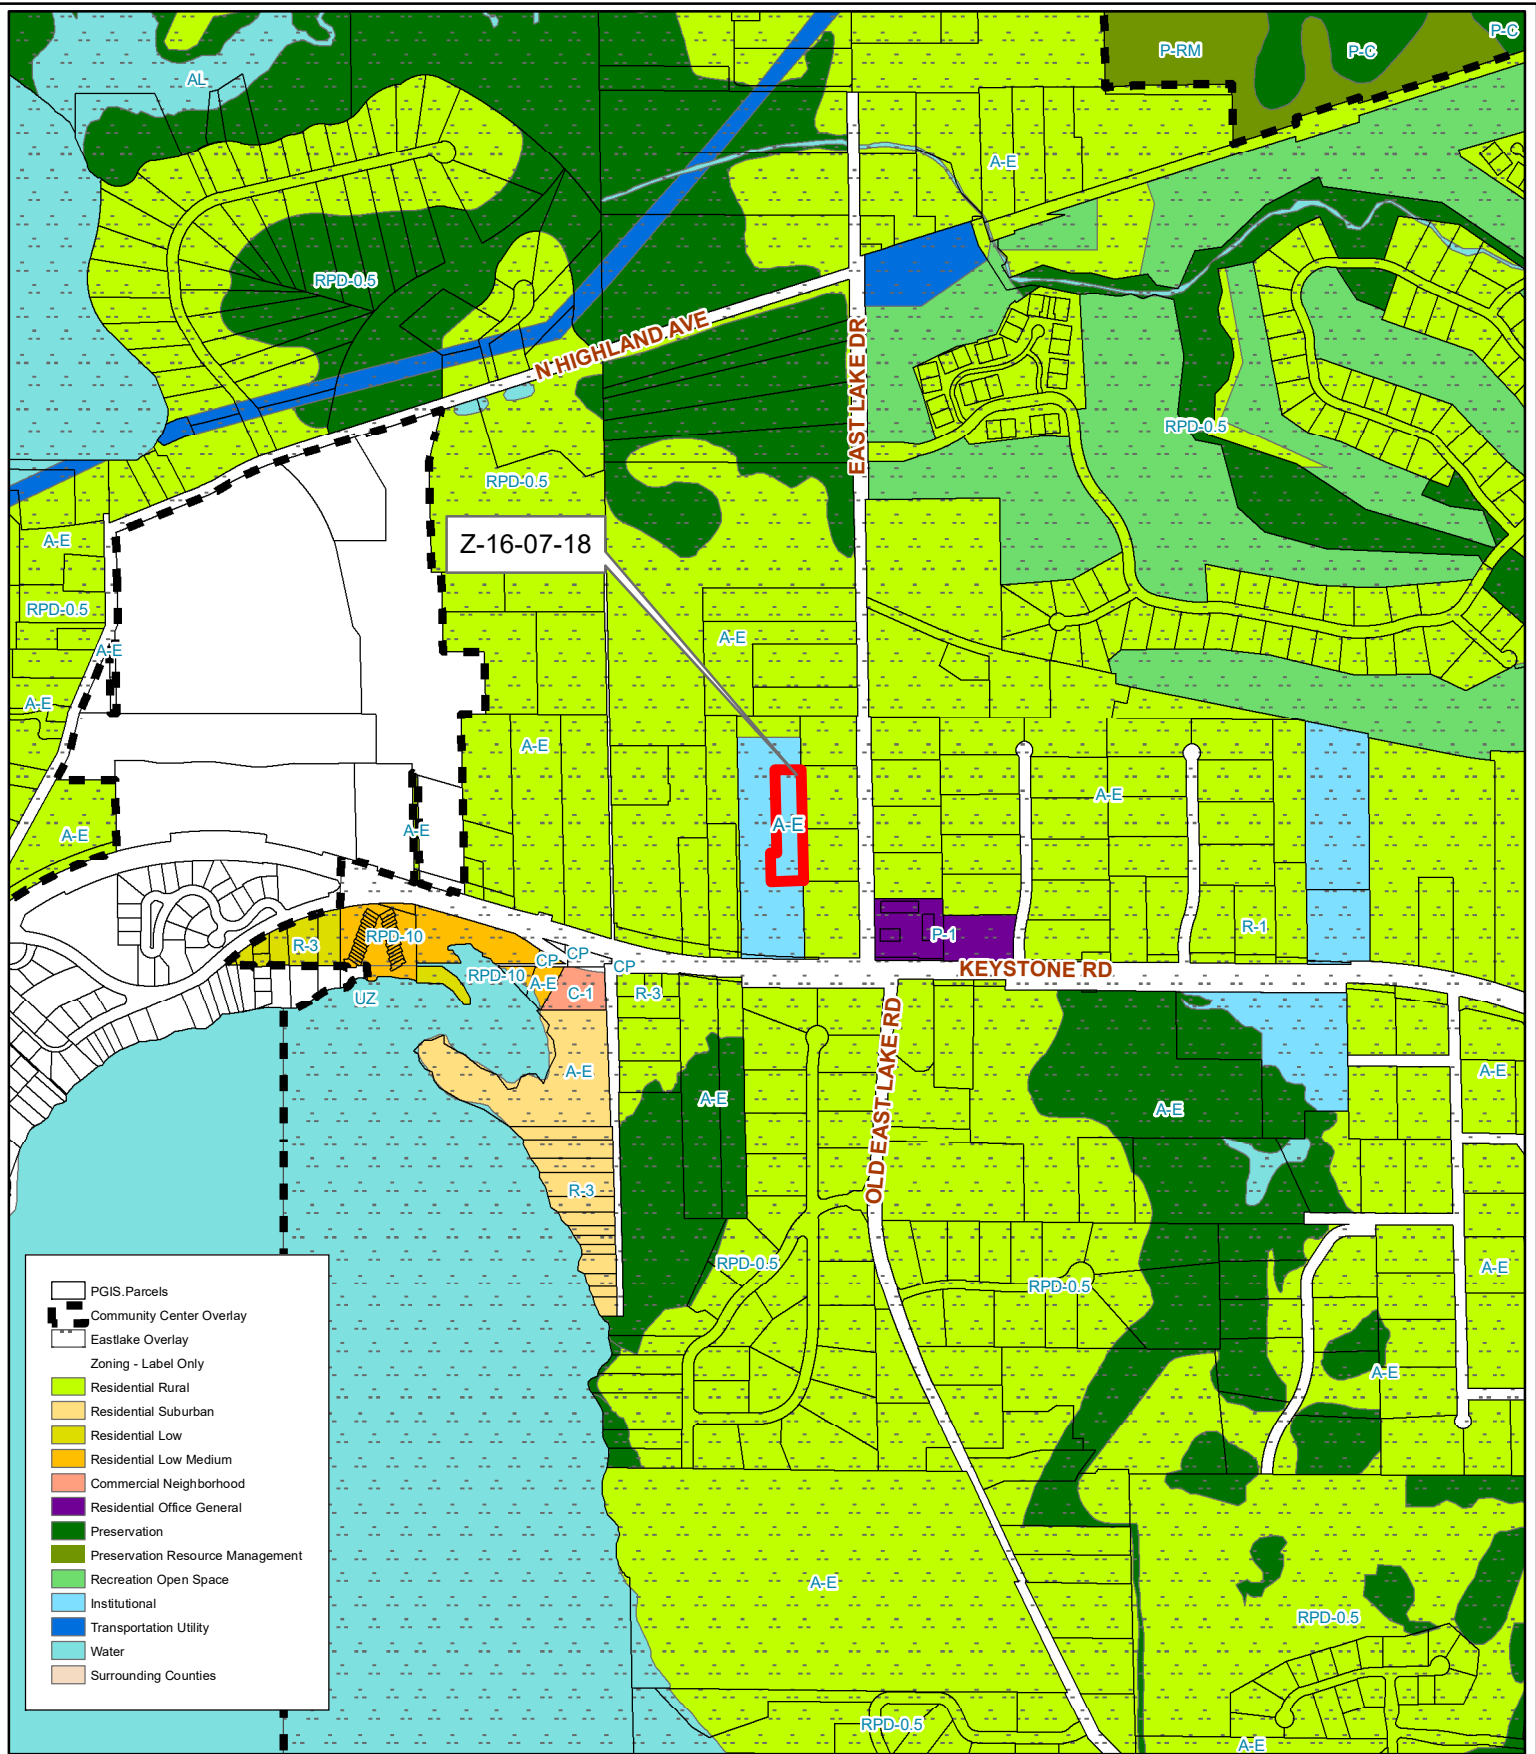 P-C
P-RM
P-C
AL
A-E
RPD-0.5
N HIGHLAND AVE
EAST LAKE DR
RPD-0.5
RPD-0.5
A-E
Z-16-07-18
RPD-0.5
A-E
A-E
A-E
A-E
A-E
A-E
A-E
A-E
A-E
R-1
P-1
R-3
RPD-10
CP
CP
CP
RPD-10
A-E
C-1
R-3
KEYSTONE RD
UZ
OLD EAST LAKE RD
A-E
A-E
A-E
A-E
R-3
RPD-0.5
RPD-0.5
A-E
A-E
A-E
RPD-0.5
RPD-0.5
A-E
PGIS.Parcels
Community Center Overlay
Eastlake Overlay
Zoning - Label Only
Residential Rural
Residential Suburban
Residential Low
Residential Low Medium
Commercial Neighborhood
Residential Office General
Preservation
Preservation Resource Management
Recreation Open Space
Institutional
Transportation Utility
Water
Surrounding Counties